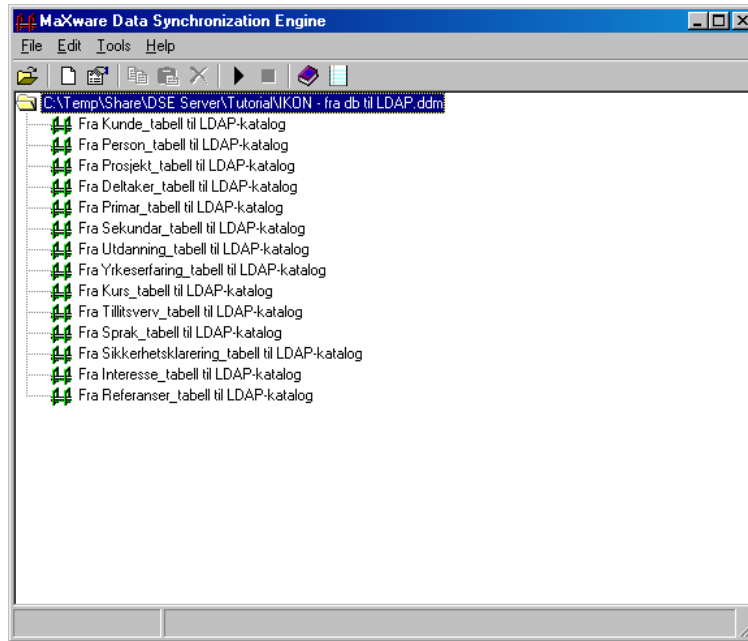 MaXware Data Synchronization Engine
File Edit Tools Help
C:\Temp\Share\DSE Server\Tutorial\IKON - fra db til LDAP.ddm
Fra Kunde_tabell til LDAP-katalog
Fra Person_tabell til LDAP-katalog
Fra Prosjekt_tabell til LDAP-katalog
Fra Deltaker_tabell til LDAP-katalog
Fra Primar_tabell til LDAP-katalog
Fra Sekundar_tabell til LDAP-katalog
Fra Utdanning_tabell til LDAP-katalog
Fra Yrkeserfaring_tabell til LDAP-katalog
Fra Kurs_tabell til LDAP-katalog
Fra Tillitsverv_tabell til LDAP-katalog
Fra Sprak_tabell til LDAP-katalog
Fra Sikkerhetsklarering_tabell til LDAP-katalog
Fra Interesse_tabell til LDAP-katalog
Fra Referanser_tabell til LDAP-katalog